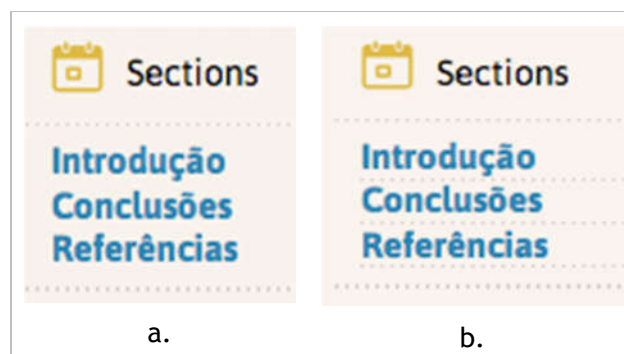 Sections
Introdução
Conclusões
Referências
a.
Sections
Introdução
Conclusões
Referências
b.